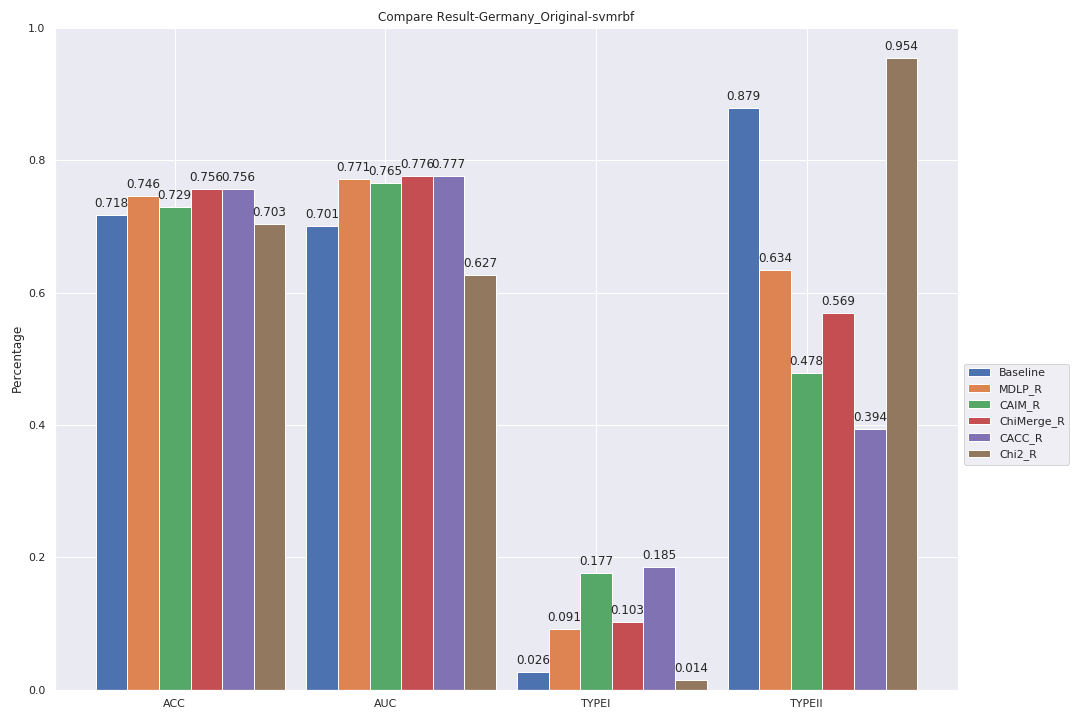 Compare Result-Germany_Original-svmrbf
Percentage
1.0
0.8
0.6
0.4
0.2
0.0
0.718
0.746
0.729
0.756
0.756
0.703
0.701
0.771
0.765
0.776
0.777
0.627
0.026
0.091
0.177
0.103
0.185
0.014
0.879
0.634
0.478
0.569
0.394
0.954
ACC
AUC
TYPEI
TYPEII
Baseline
MDLP_R
CAIM_R
ChiMerge_R
CACC_R
Chi2_R